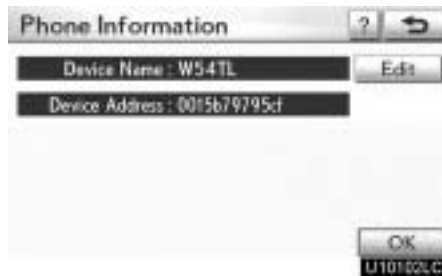 Phone Information ?
Device Name : W54TL Edit
Device Address : 0015b79795cf
OK
U10102LC